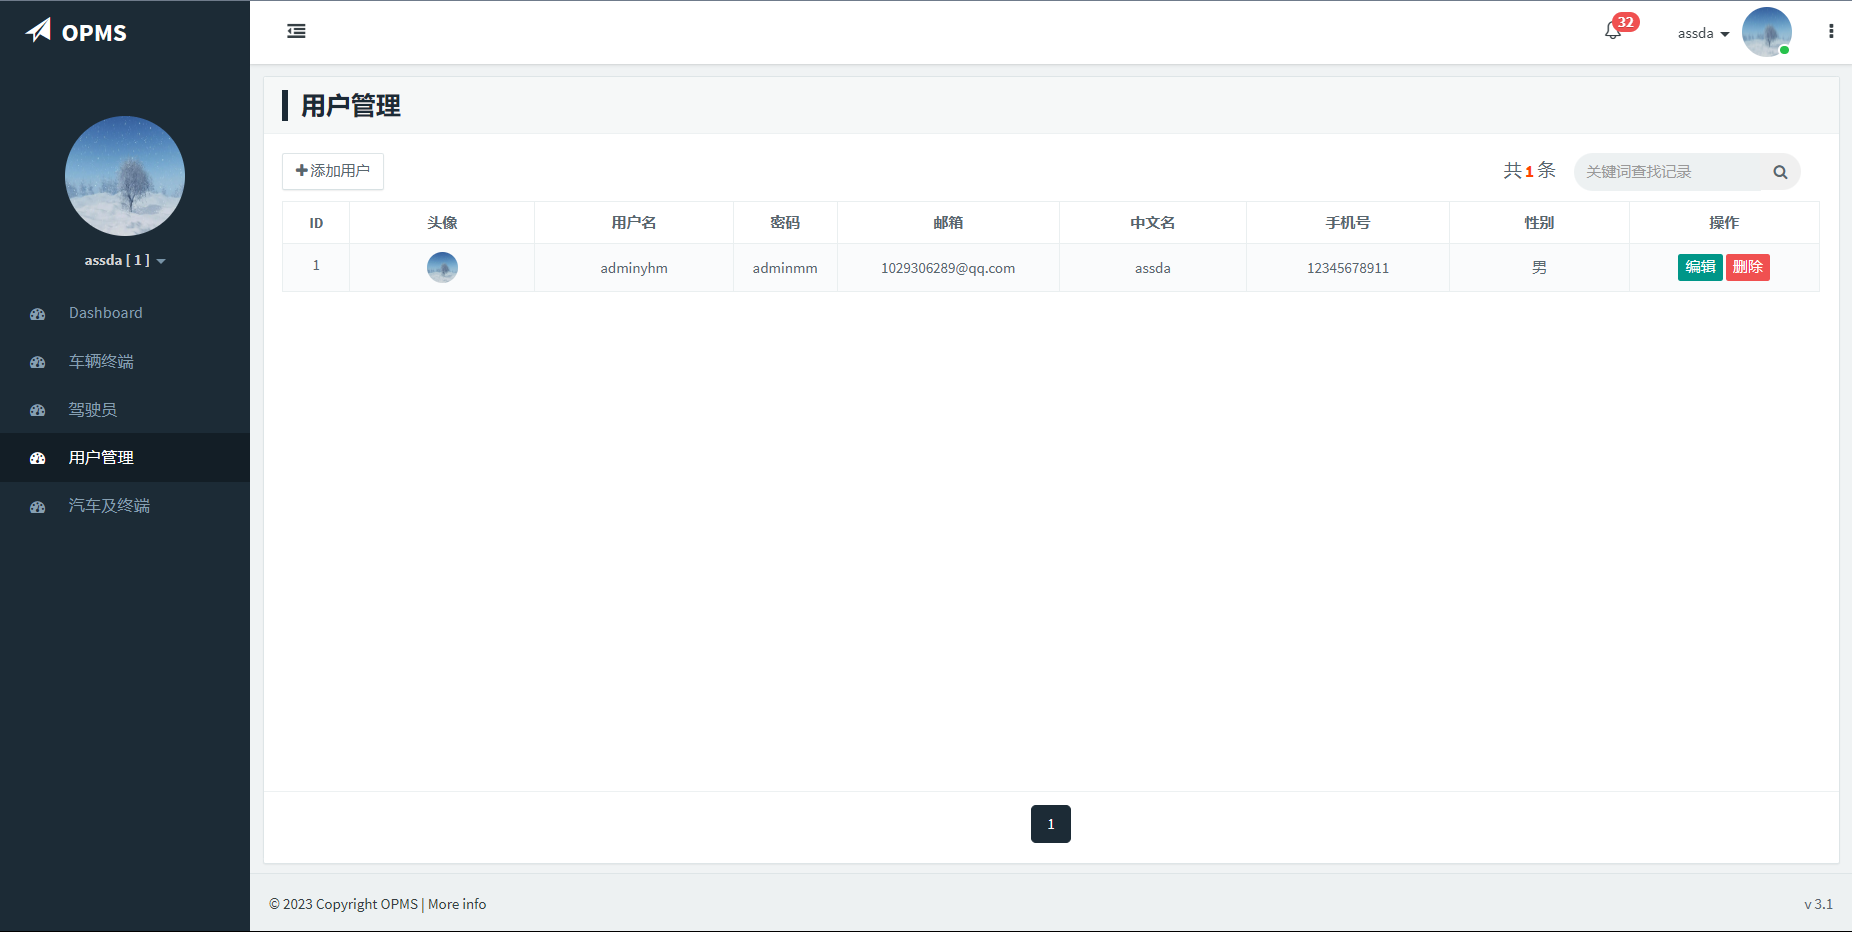 OPMS
32
assda
assda [ 1 ]
Dashboard
车辆终端
驾驶员
用户管理
汽车及终端
用户管理
添加用户
共 1 条
关键词查找记录
ID 头像 用户名 密码 邮箱 中文名 手机号 性别 操作
1 adminyhm adminmm 1029306289@qq.com assda 12345678911 男 编辑 删除
1
© 2023 Copyright OPMS | More info
v 3.1